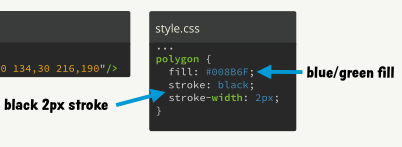 style.css
...
polygon {
0 134,30 216,190"/>
fill: #008B6F;
blue/green fill
stroke: black;
black 2px stroke
stroke-width: 2px;
}